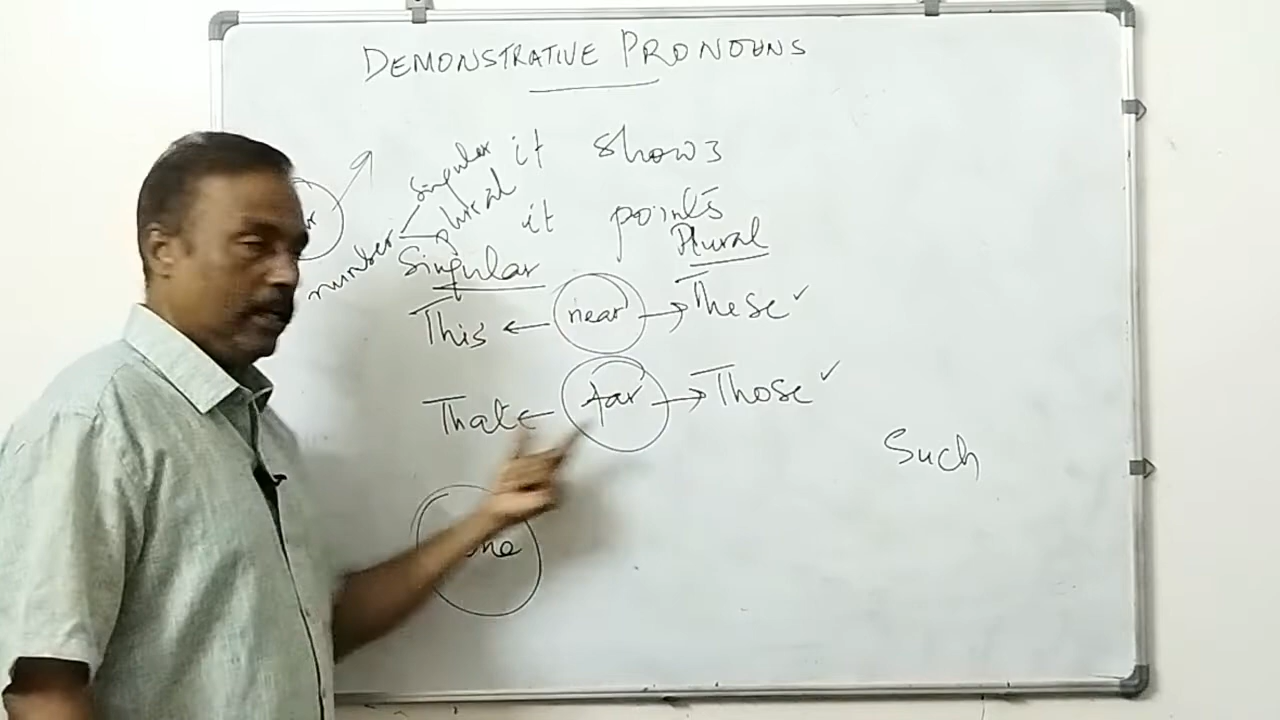 DEMONSTRATIVE PRONOUNS
singular it shows
plural it points
number
Singular Plural
This ← near → These ✓
That ← far → Those ✓
Such